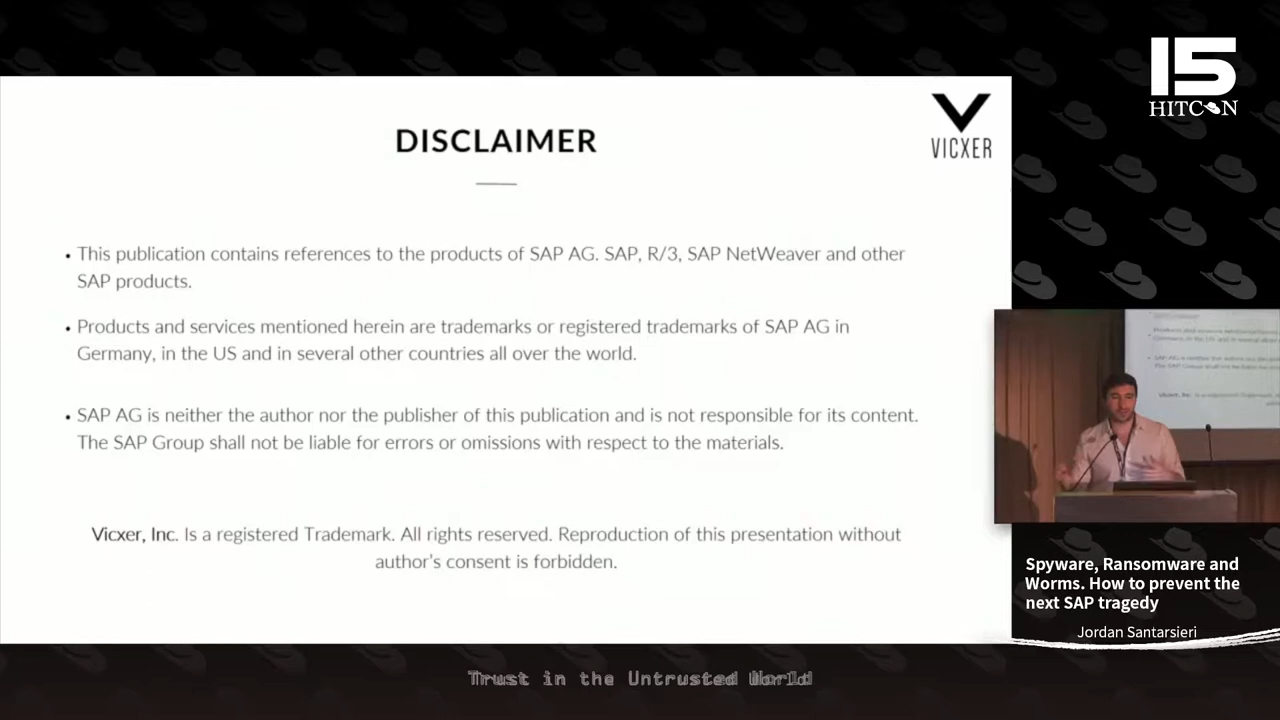 15
HITCON
DISCLAIMER
VICXER
• This publication contains references to the products of SAP AG. SAP, R/3, SAP NetWeaver and other
SAP products.
• Products and services mentioned herein are trademarks or registered trademarks of SAP AG in
Germany, in the US and in several other countries all over the world.
• SAP AG is neither the author nor the publisher of this publication and is not responsible for its content.
The SAP Group shall not be liable for errors or omissions with respect to the materials.
Vicxer, Inc. Is a registered Trademark. All rights reserved. Reproduction of this presentation without
author's consent is forbidden.
Spyware, Ransomware and
Worms. How to prevent the
next SAP tragedy
Jordan Santarsieri
Trust in the Untrusted World